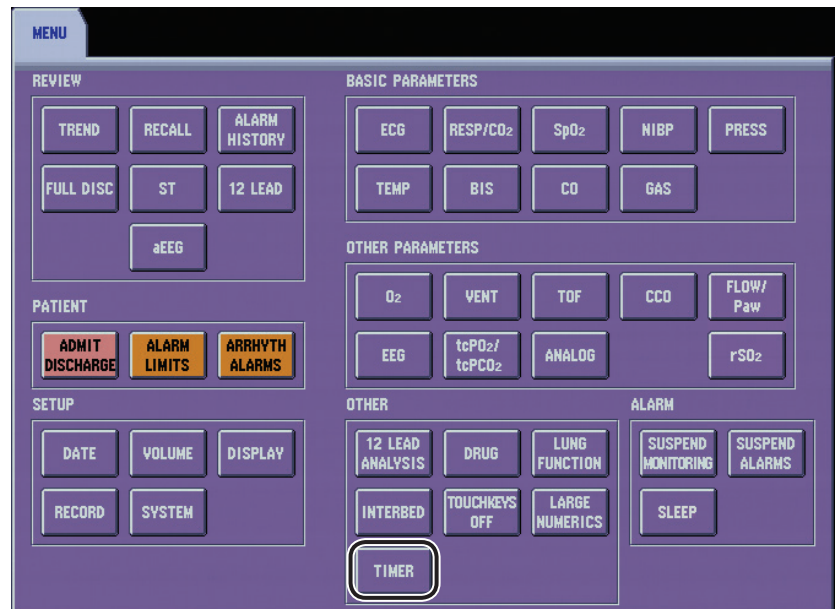 MENU
REVIEW
TREND
RECALL
ALARM
HISTORY
FULL DISC
ST
12 LEAD
aEEG
PATIENT
ADMIT
DISCHARGE
ALARM
LIMITS
ARRHYTH
ALARMS
SETUP
DATE
VOLUME
DISPLAY
RECORD
SYSTEM
BASIC PARAMETERS
ECG
RESP/CO2
SpO2
NIBP
PRESS
TEMP
BIS
CO
GAS
OTHER PARAMETERS
O2
VENT
TOF
CCO
FLOW/
Paw
EEG
tcPO2/
tcPCO2
ANALOG
rSO2
OTHER
12 LEAD
ANALYSIS
DRUG
LUNG
FUNCTION
INTERBED
TOUCHKEYS
OFF
LARGE
NUMERICS
TIMER
ALARM
SUSPEND
MONITORING
SUSPEND
ALARMS
SLEEP